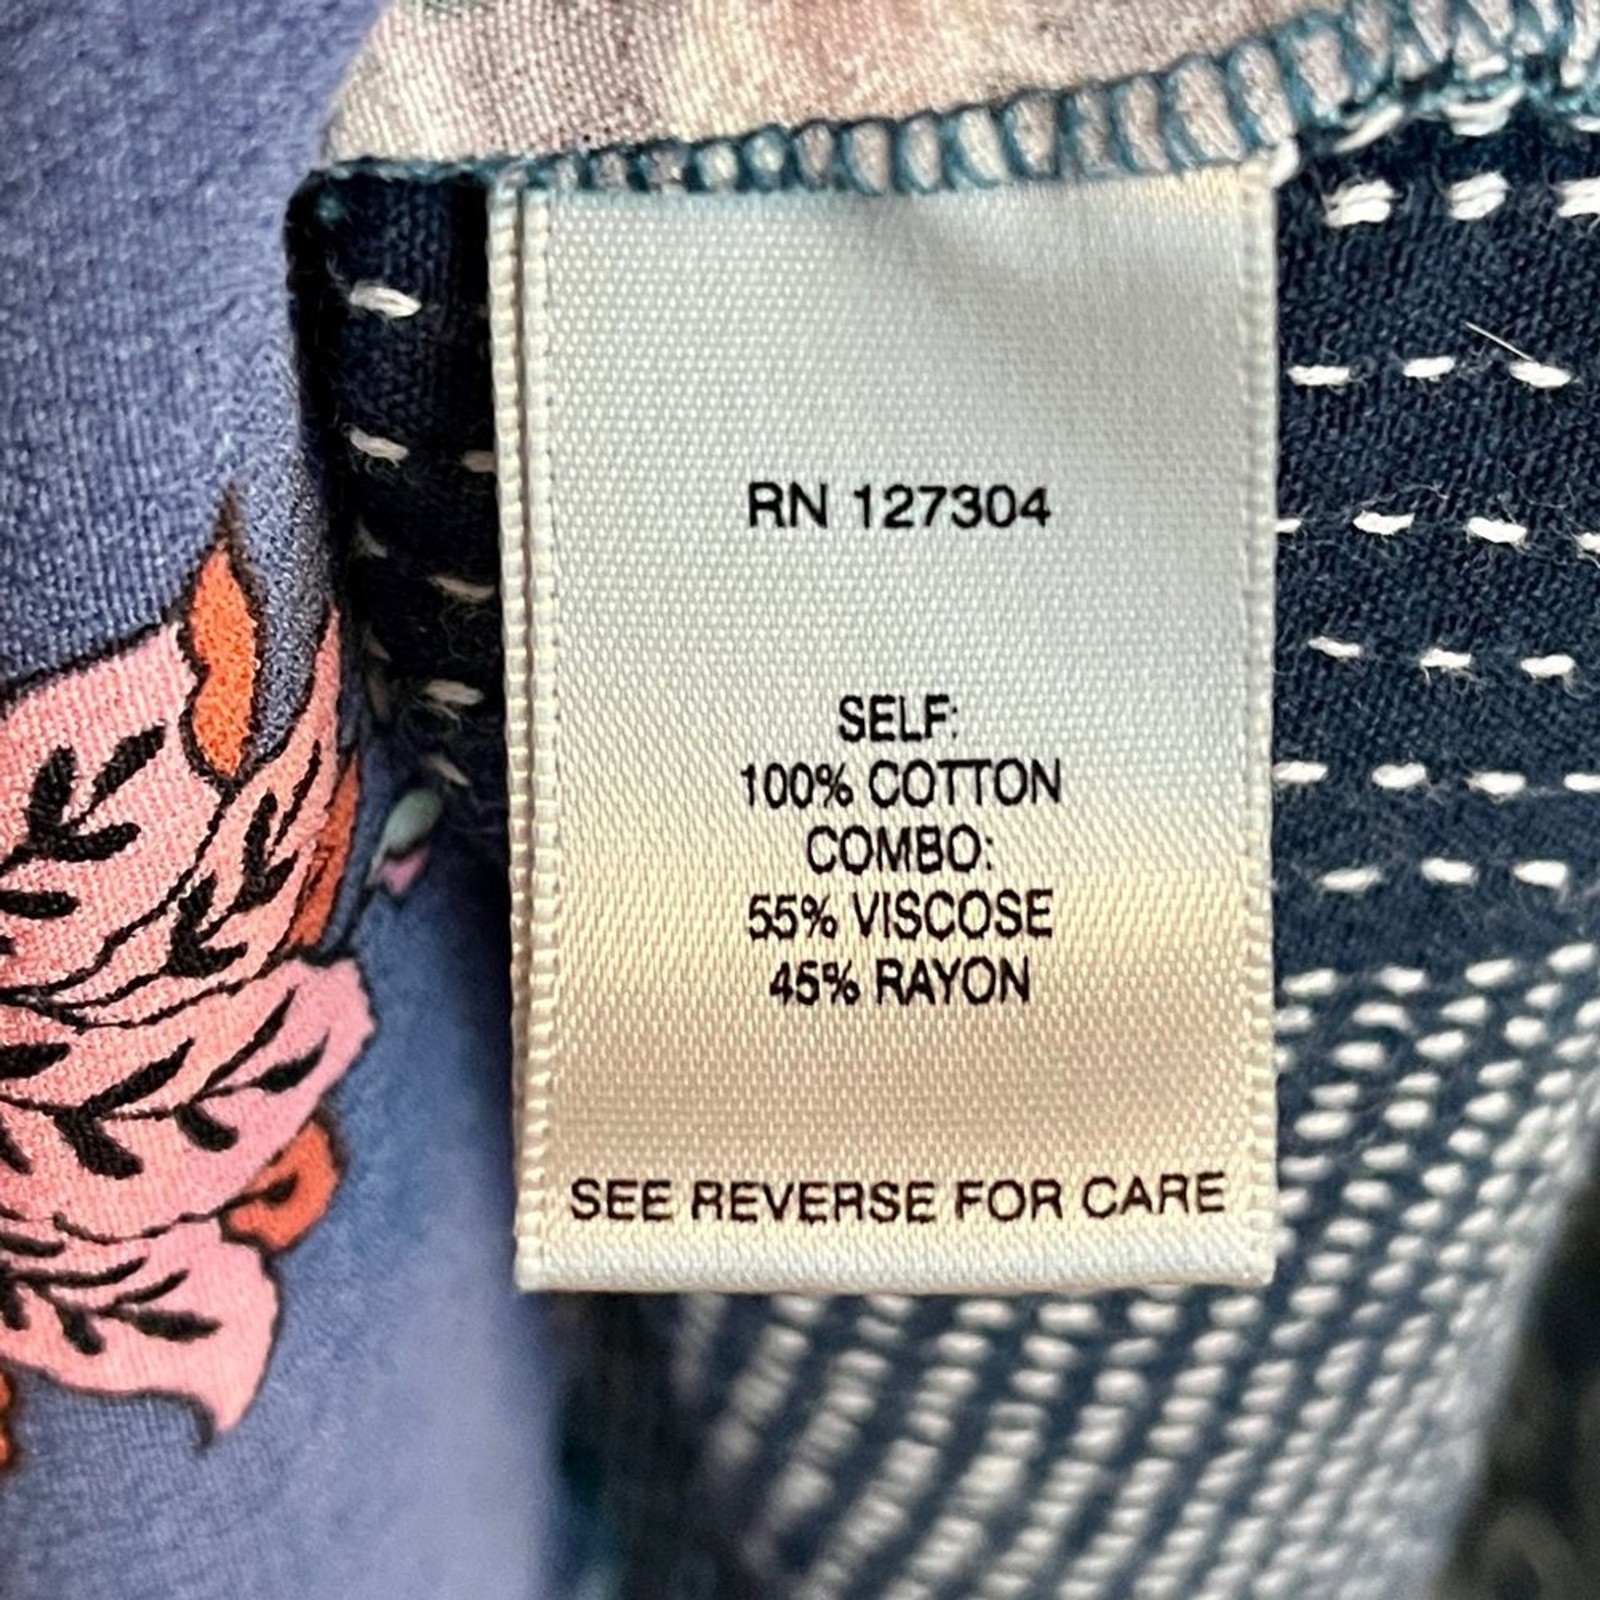 RN 127304
SELF:
100% COTTON
COMBO:
55% VISCOSE
45% RAYON
SEE REVERSE FOR CARE